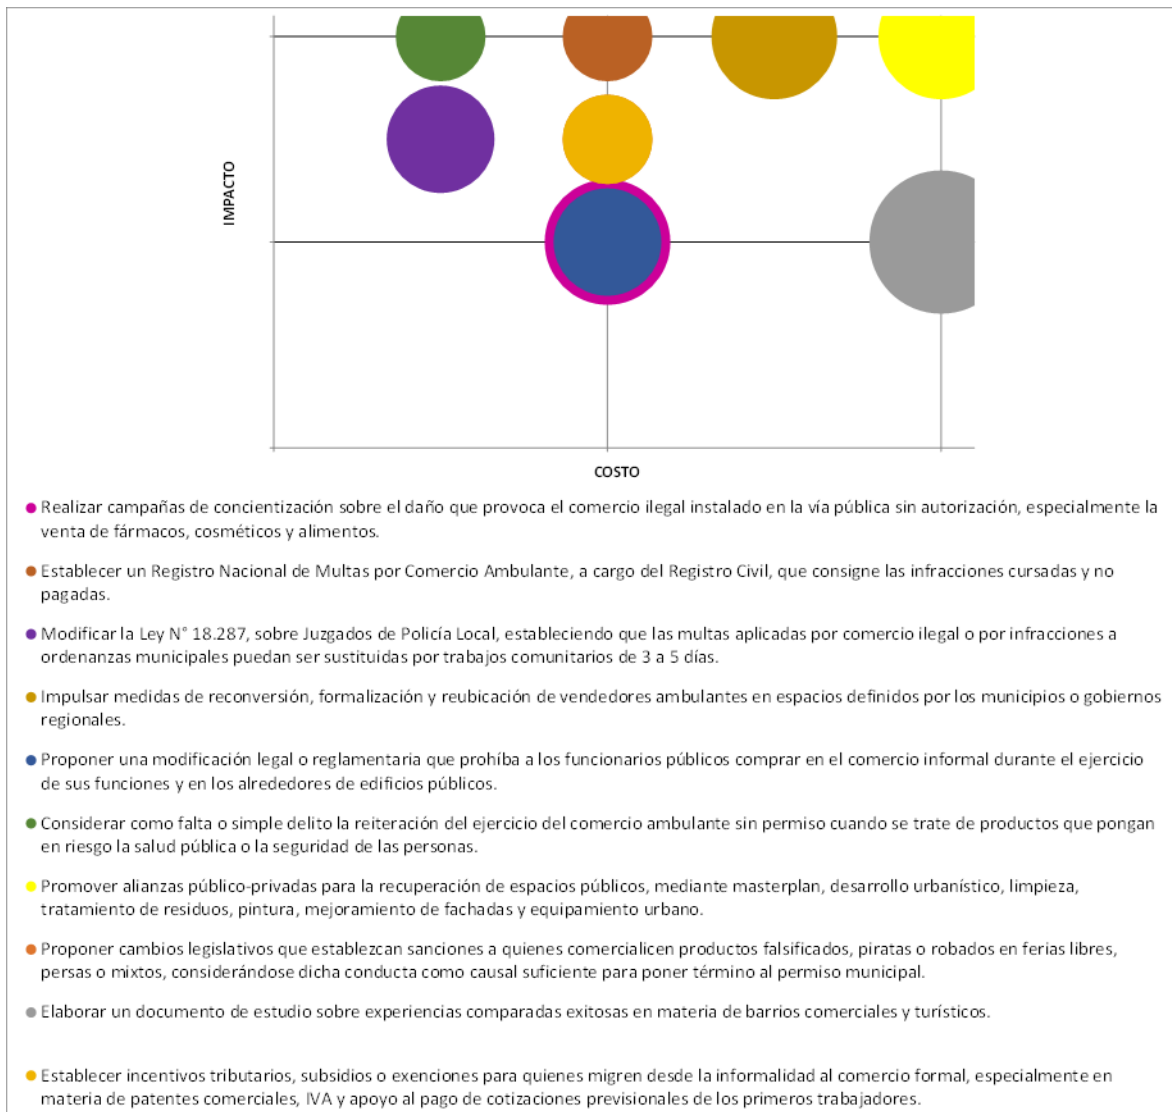 IMPACTO
COSTO
Realizar campañas de concientización sobre el daño que provoca el comercio ilegal instalado en la vía pública sin autorización, especialmente la
venta de fármacos, cosméticos y alimentos.
Establecer un Registro Nacional de Multas por Comercio Ambulante, a cargo del Registro Civil, que consigne las infracciones cursadas y no
pagadas.
Modificar la Ley N° 18.287, sobre Juzgados de Policía Local, estableciendo que las multas aplicadas por comercio ilegal o por infracciones a
ordenanzas municipales puedan ser sustituidas por trabajos comunitarios de 3 a 5 días.
Impulsar medidas de reconversión, formalización y reubicación de vendedores ambulantes en espacios definidos por los municipios o gobiernos
regionales.
Proponer una modificación legal o reglamentaria que prohíba a los funcionarios públicos comprar en el comercio informal durante el ejercicio
de sus funciones y en los alrededores de edificios públicos.
Considerar como falta o simple delito la reiteración del ejercicio del comercio ambulante sin permiso cuando se trate de productos que pongan
en riesgo la salud pública o la seguridad de las personas.
Promover alianzas público-privadas para la recuperación de espacios públicos, mediante masterplan, desarrollo urbanístico, limpieza,
tratamiento de residuos, pintura, mejoramiento de fachadas y equipamiento urbano.
Proponer cambios legislativos que establezcan sanciones a quienes comercialicen productos falsificados, piratas o robados en ferias libres,
persas o mixtos, considerándose dicha conducta como causal suficiente para poner término al permiso municipal.
Elaborar un documento de estudio sobre experiencias comparadas exitosas en materia de barrios comerciales y turísticos.
Establecer incentivos tributarios, subsidios o exenciones para quienes migren desde la informalidad al comercio formal, especialmente en
materia de patentes comerciales, IVA y apoyo al pago de cotizaciones previsionales de los primeros trabajadores.